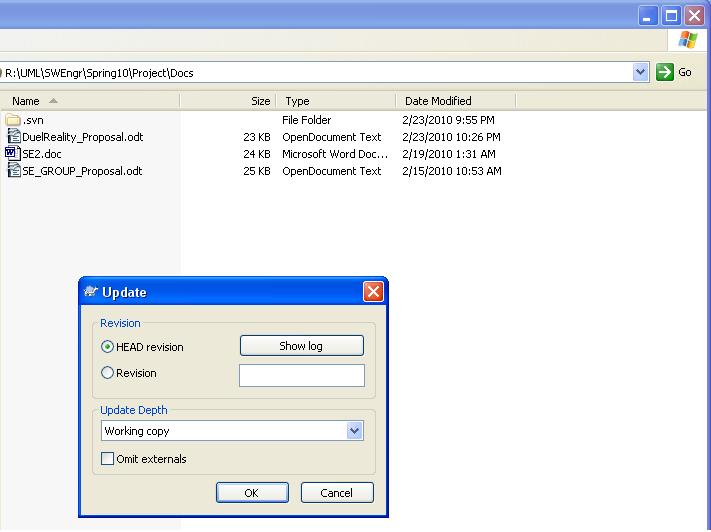 R:\UML\SWEngr\Spring10\Project\Docs Go
Name Size Type Date Modified
.svn File Folder 2/23/2010 9:55 PM
DuelReality_Proposal.odt 23 KB OpenDocument Text 2/23/2010 10:26 PM
SE2.doc 24 KB Microsoft Word Doc... 2/19/2010 1:31 AM
SE_GROUP_Proposal.odt 25 KB OpenDocument Text 2/15/2010 10:53 AM
Update
Revision
HEAD revision Show log
Revision
Update Depth
Working copy
Omit externals
OK Cancel